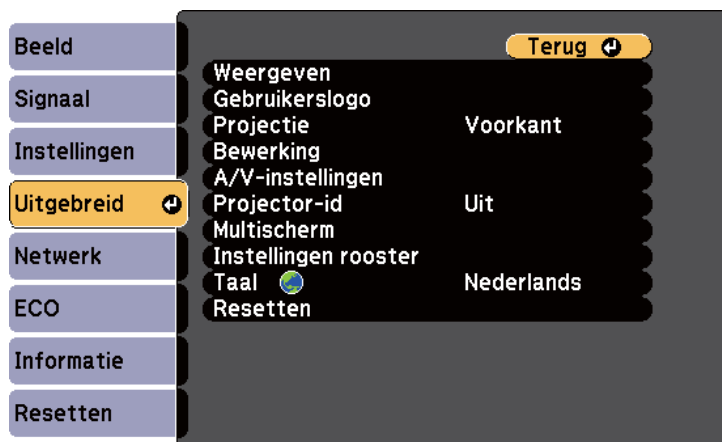 Beeld
Signaal
Instellingen
Uitgebreid
Netwerk
ECO
Informatie
Resetten
Terug
Weergeven
Gebruikerslogo
Projectie Voorkant
Bewerking
A/V-instellingen
Projector-id Uit
Multischerm
Instellingen rooster
Taal Nederlands
Resetten